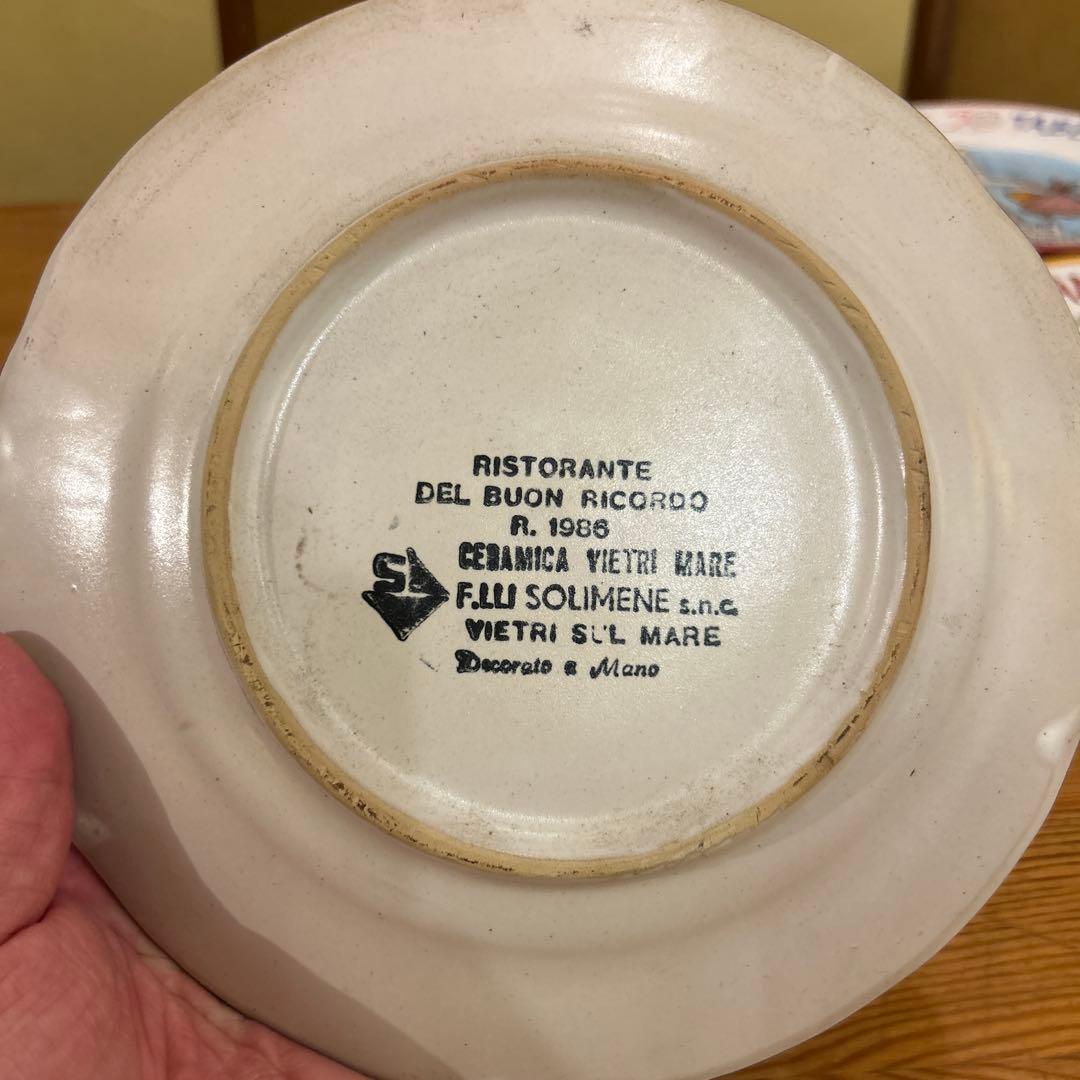 RISTORANTE
DEL BUON RICORDO
R. 1986
CERAMICA VIETRI MARE
F.LLI SOLIMENE s.n.c.
VIETRI SUL MARE
Decorato a Mano